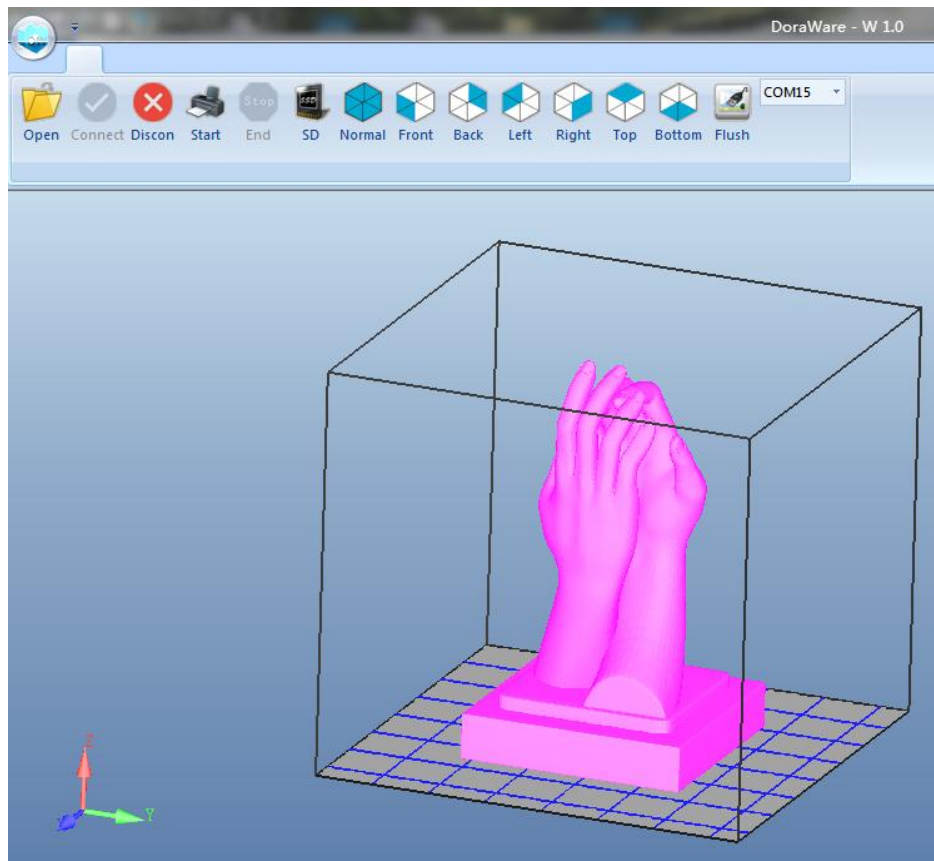 DoraWare - W 1.0
COM15
Stop
SSD
Open Connect Discon Start End SD Normal Front Back Left Right Top Bottom Flush
Z
Y